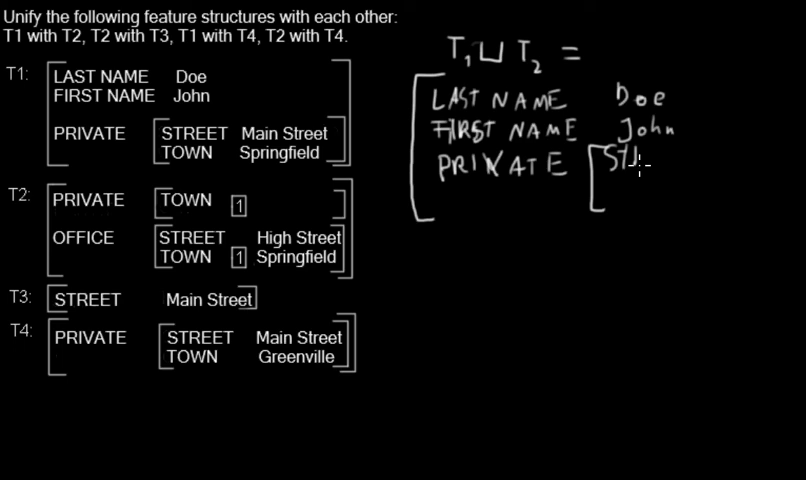 Unify the following feature structures with each other:
T1 with T2, T2 with T3, T1 with T4, T2 with T4.
T1:
LAST NAME Doe
FIRST NAME John
PRIVATE STREET Main Street
TOWN Springfield
T2:
PRIVATE TOWN 1
OFFICE STREET High Street
TOWN 1 Springfield
T3: STREET Main Street
T4:
PRIVATE STREET Main Street
TOWN Greenville
T1 ⊔ T2 =
LAST NAME Doe
FIRST NAME John
PRIVATE ST